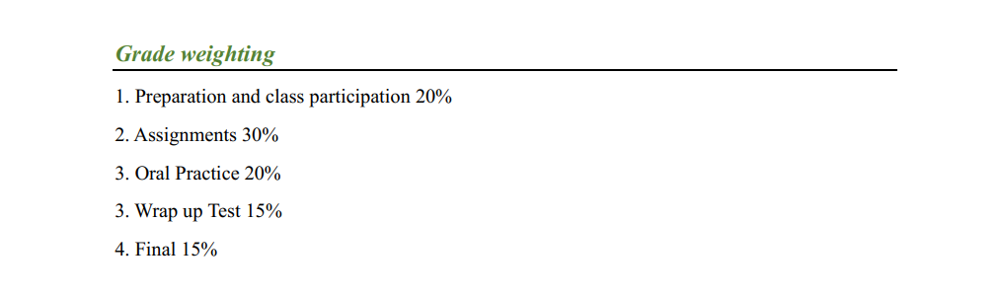 Grade weighting
1. Preparation and class participation 20%
2. Assignments 30%
3. Oral Practice 20%
3. Wrap up Test 15%
4. Final 15%